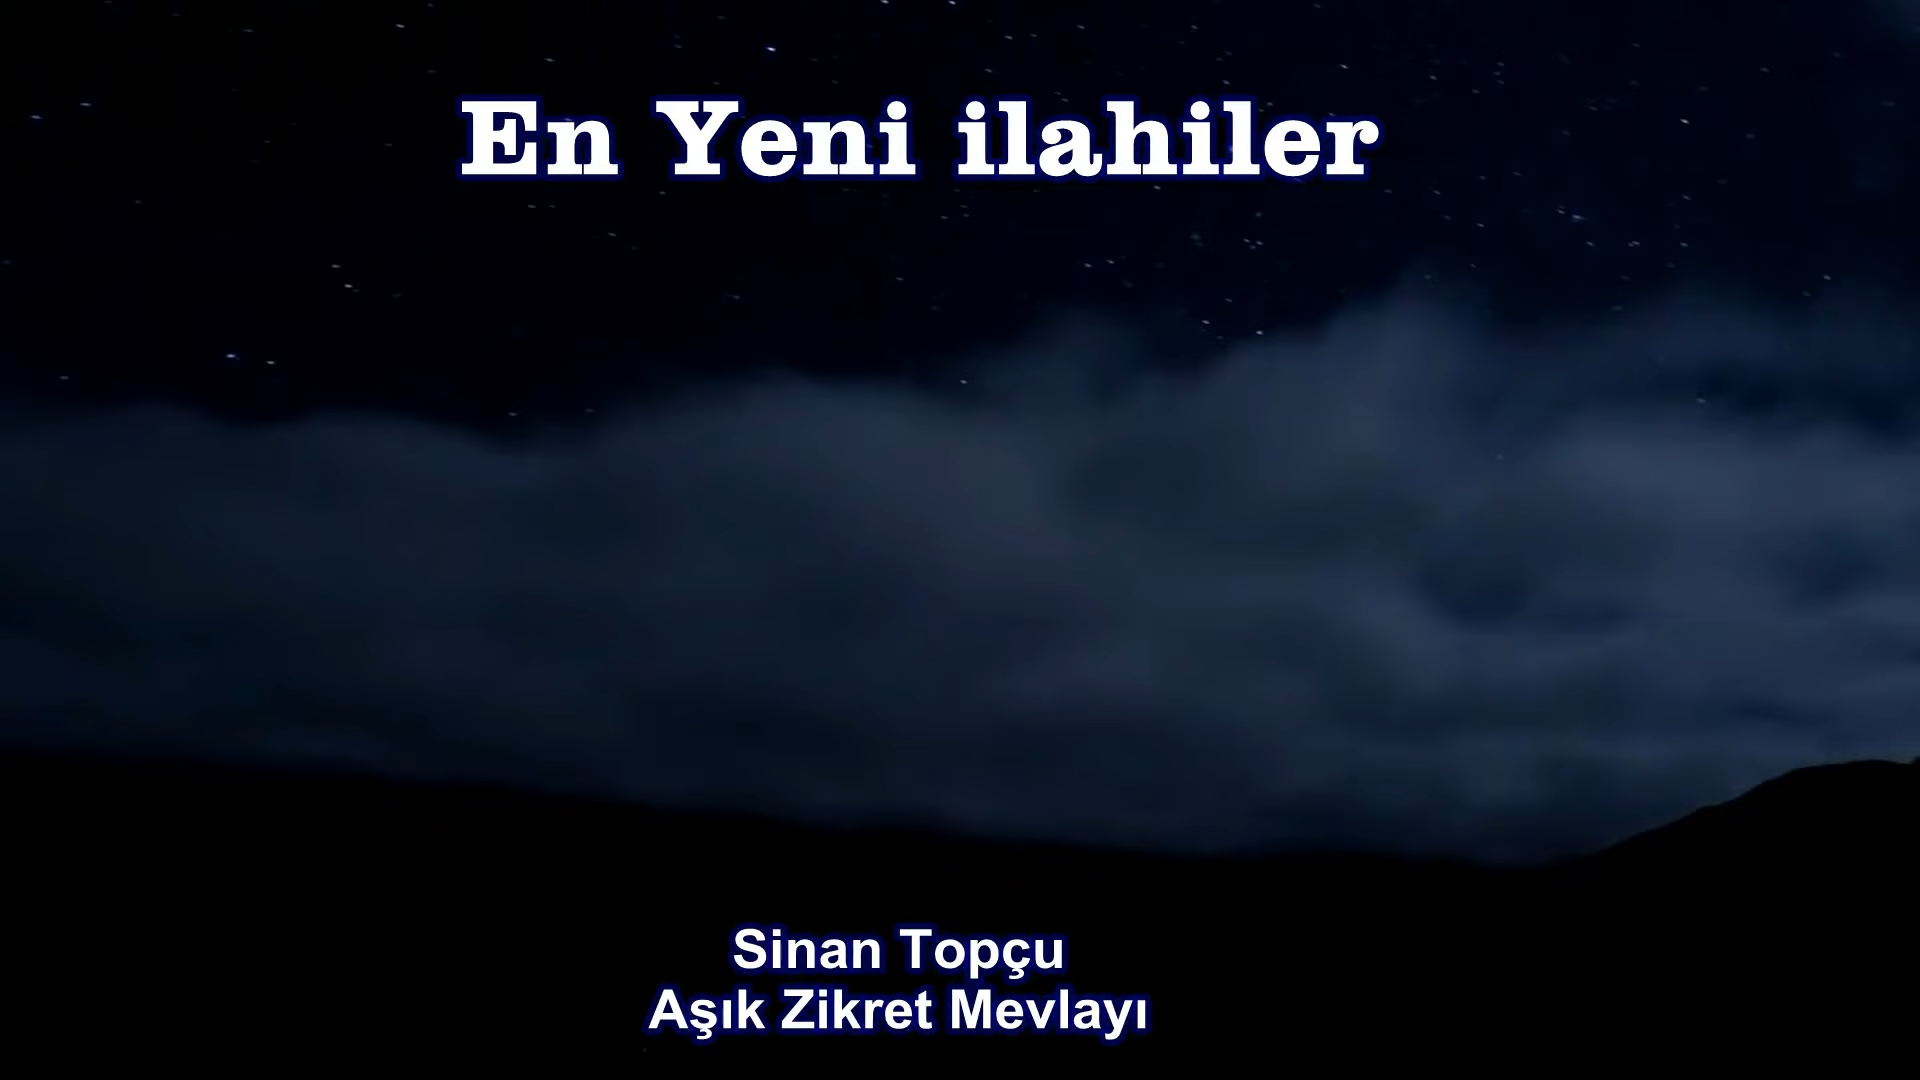 En Yeni ilahiler
Sinan Topçu
Aşık Zikret Mevlayı